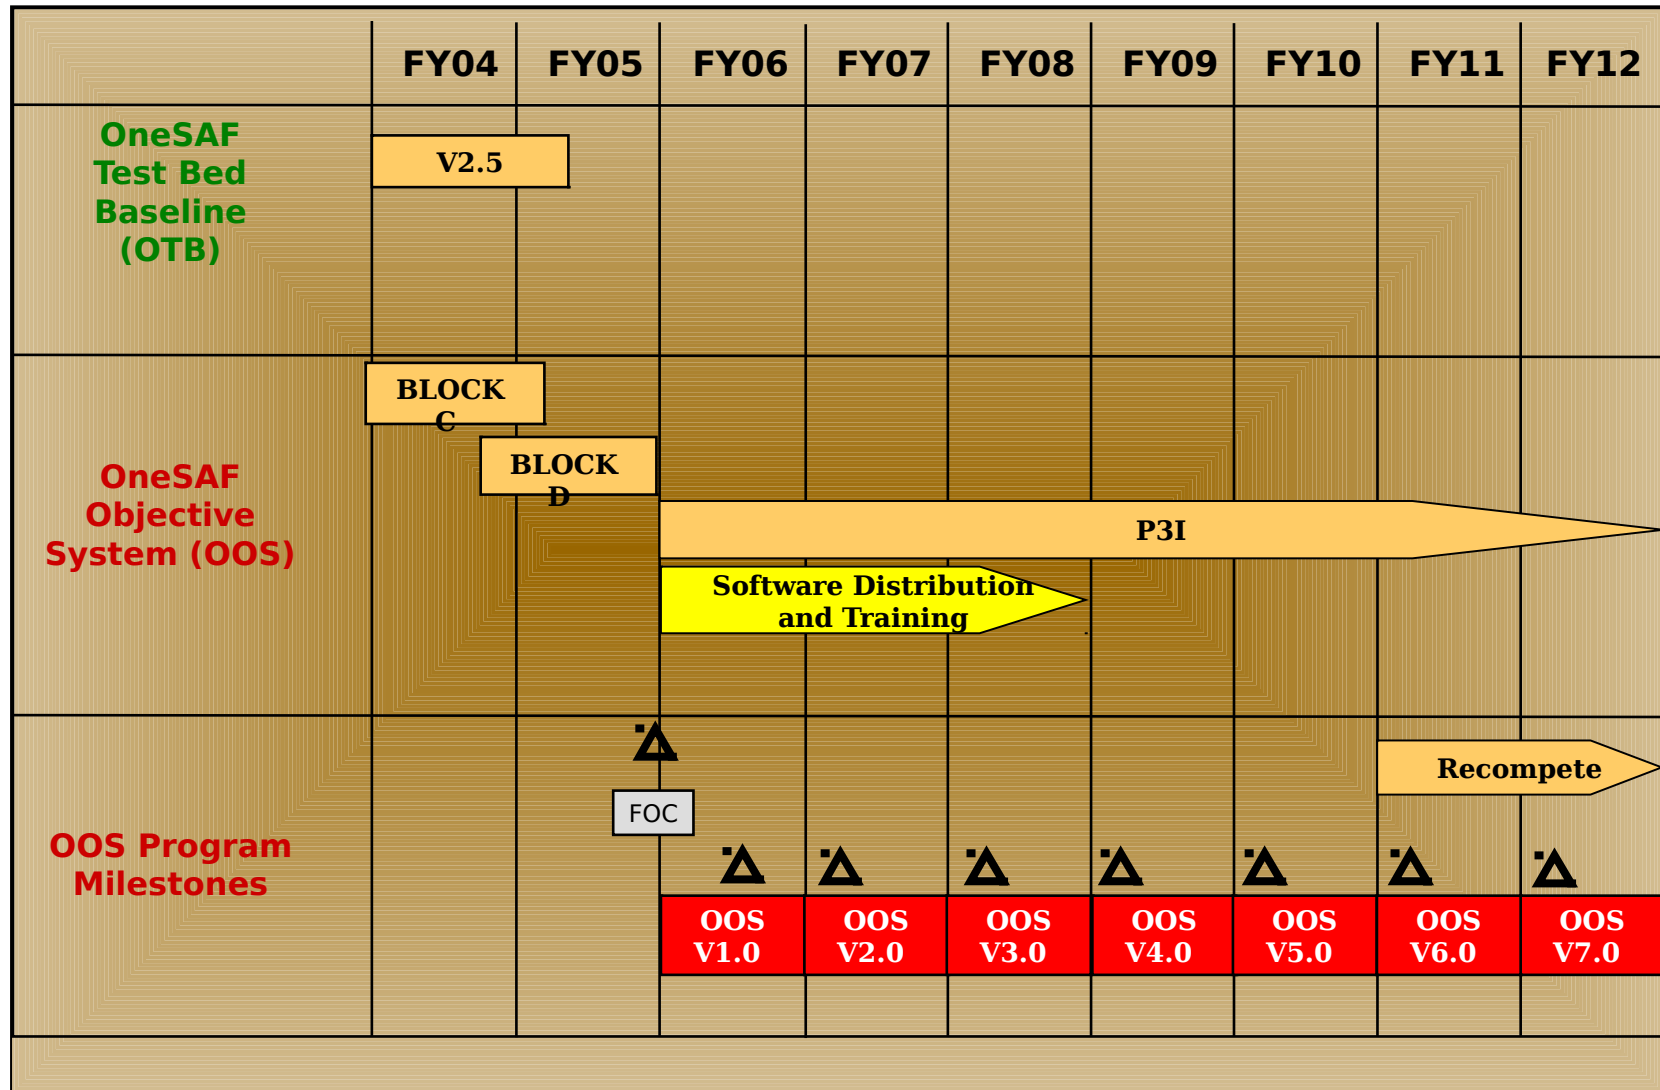 FY04 FY05 FY06 FY07 FY08 FY09 FY10 FY11 FY12
OneSAF
Test Bed
Baseline
(OTB)
V2.5
OneSAF
Objective
System (OOS)
BLOCK
C
BLOCK
D
P3I
Software Distribution
and Training
OOS Program
Milestones
FOC
Recompete
OOS
V1.0
OOS
V2.0
OOS
V3.0
OOS
V4.0
OOS
V5.0
OOS
V6.0
OOS
V7.0